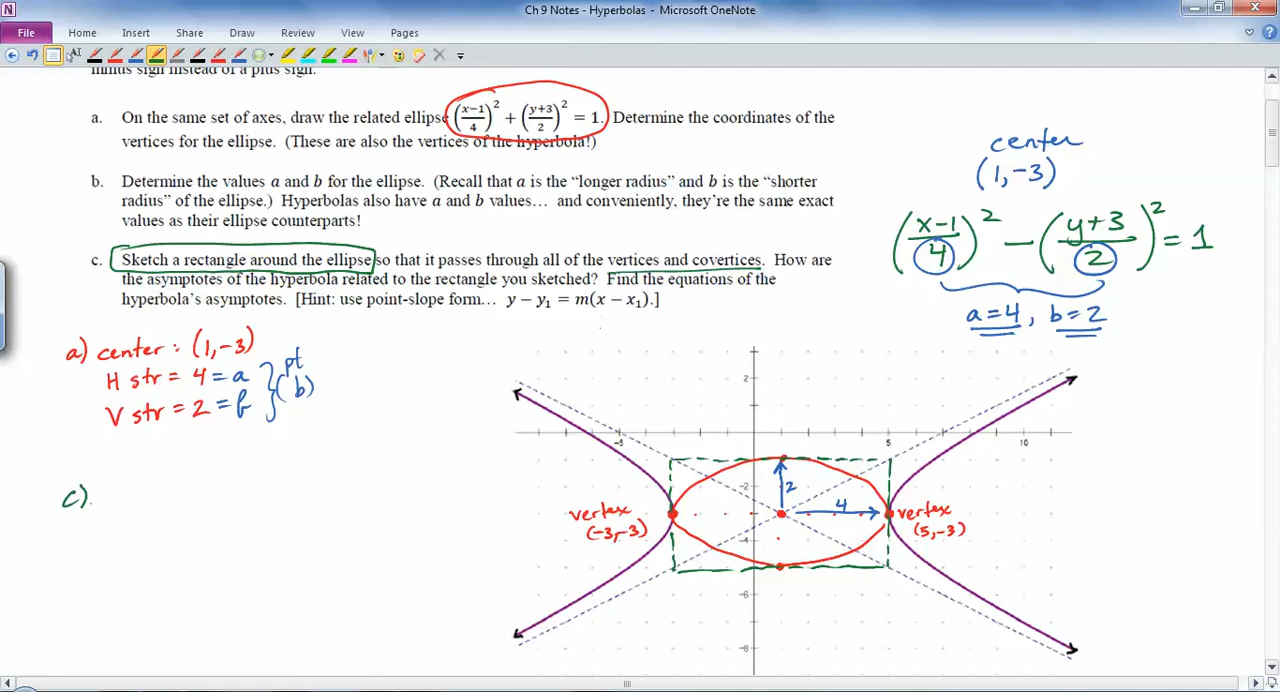 Ch 9 Notes - Hyperbolas - Microsoft OneNote
File Home Insert Share Draw Review View Pages
minus sign instead of a plus sign.
a. On the same set of axes, draw the related ellipse ((x−1)/4)² + ((y+3)/2)² = 1. Determine the coordinates of the
vertices for the ellipse. (These are also the vertices of the hyperbola!)
b. Determine the values a and b for the ellipse. (Recall that a is the “longer radius” and b is the “shorter
radius” of the ellipse.) Hyperbolas also have a and b values… and conveniently, they’re the same exact
values as their ellipse counterparts!
c. Sketch a rectangle around the ellipse so that it passes through all of the vertices and covertices. How are
the asymptotes of the hyperbola related to the rectangle you sketched? Find the equations of the
hyperbola’s asymptotes. [Hint: use point-slope form… y − y₁ = m(x − x₁).]
center
(1,−3)
((x−1)/4)² − ((y+3)/2)² = 1
a=4, b=2
a) center: (1,−3)
H str = 4 = a
V str = 2 = b
pt
(b)
c).
2
-5
5
10
-2
2
4
vertex
(-3,-3)
vertex
(5,-3)
-4
-6
-8